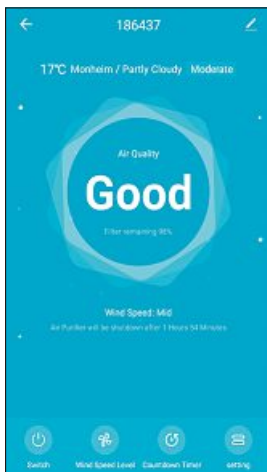 186437
17℃ Monheim / Partly Cloudy Moderate
Air Quality
Good
Filter remaining 98%
Wind Speed: Mid
Air Purifier will be shutdown after 1 Hours 54 Minutes
Switch Wind Speed Level Countdown Timer setting